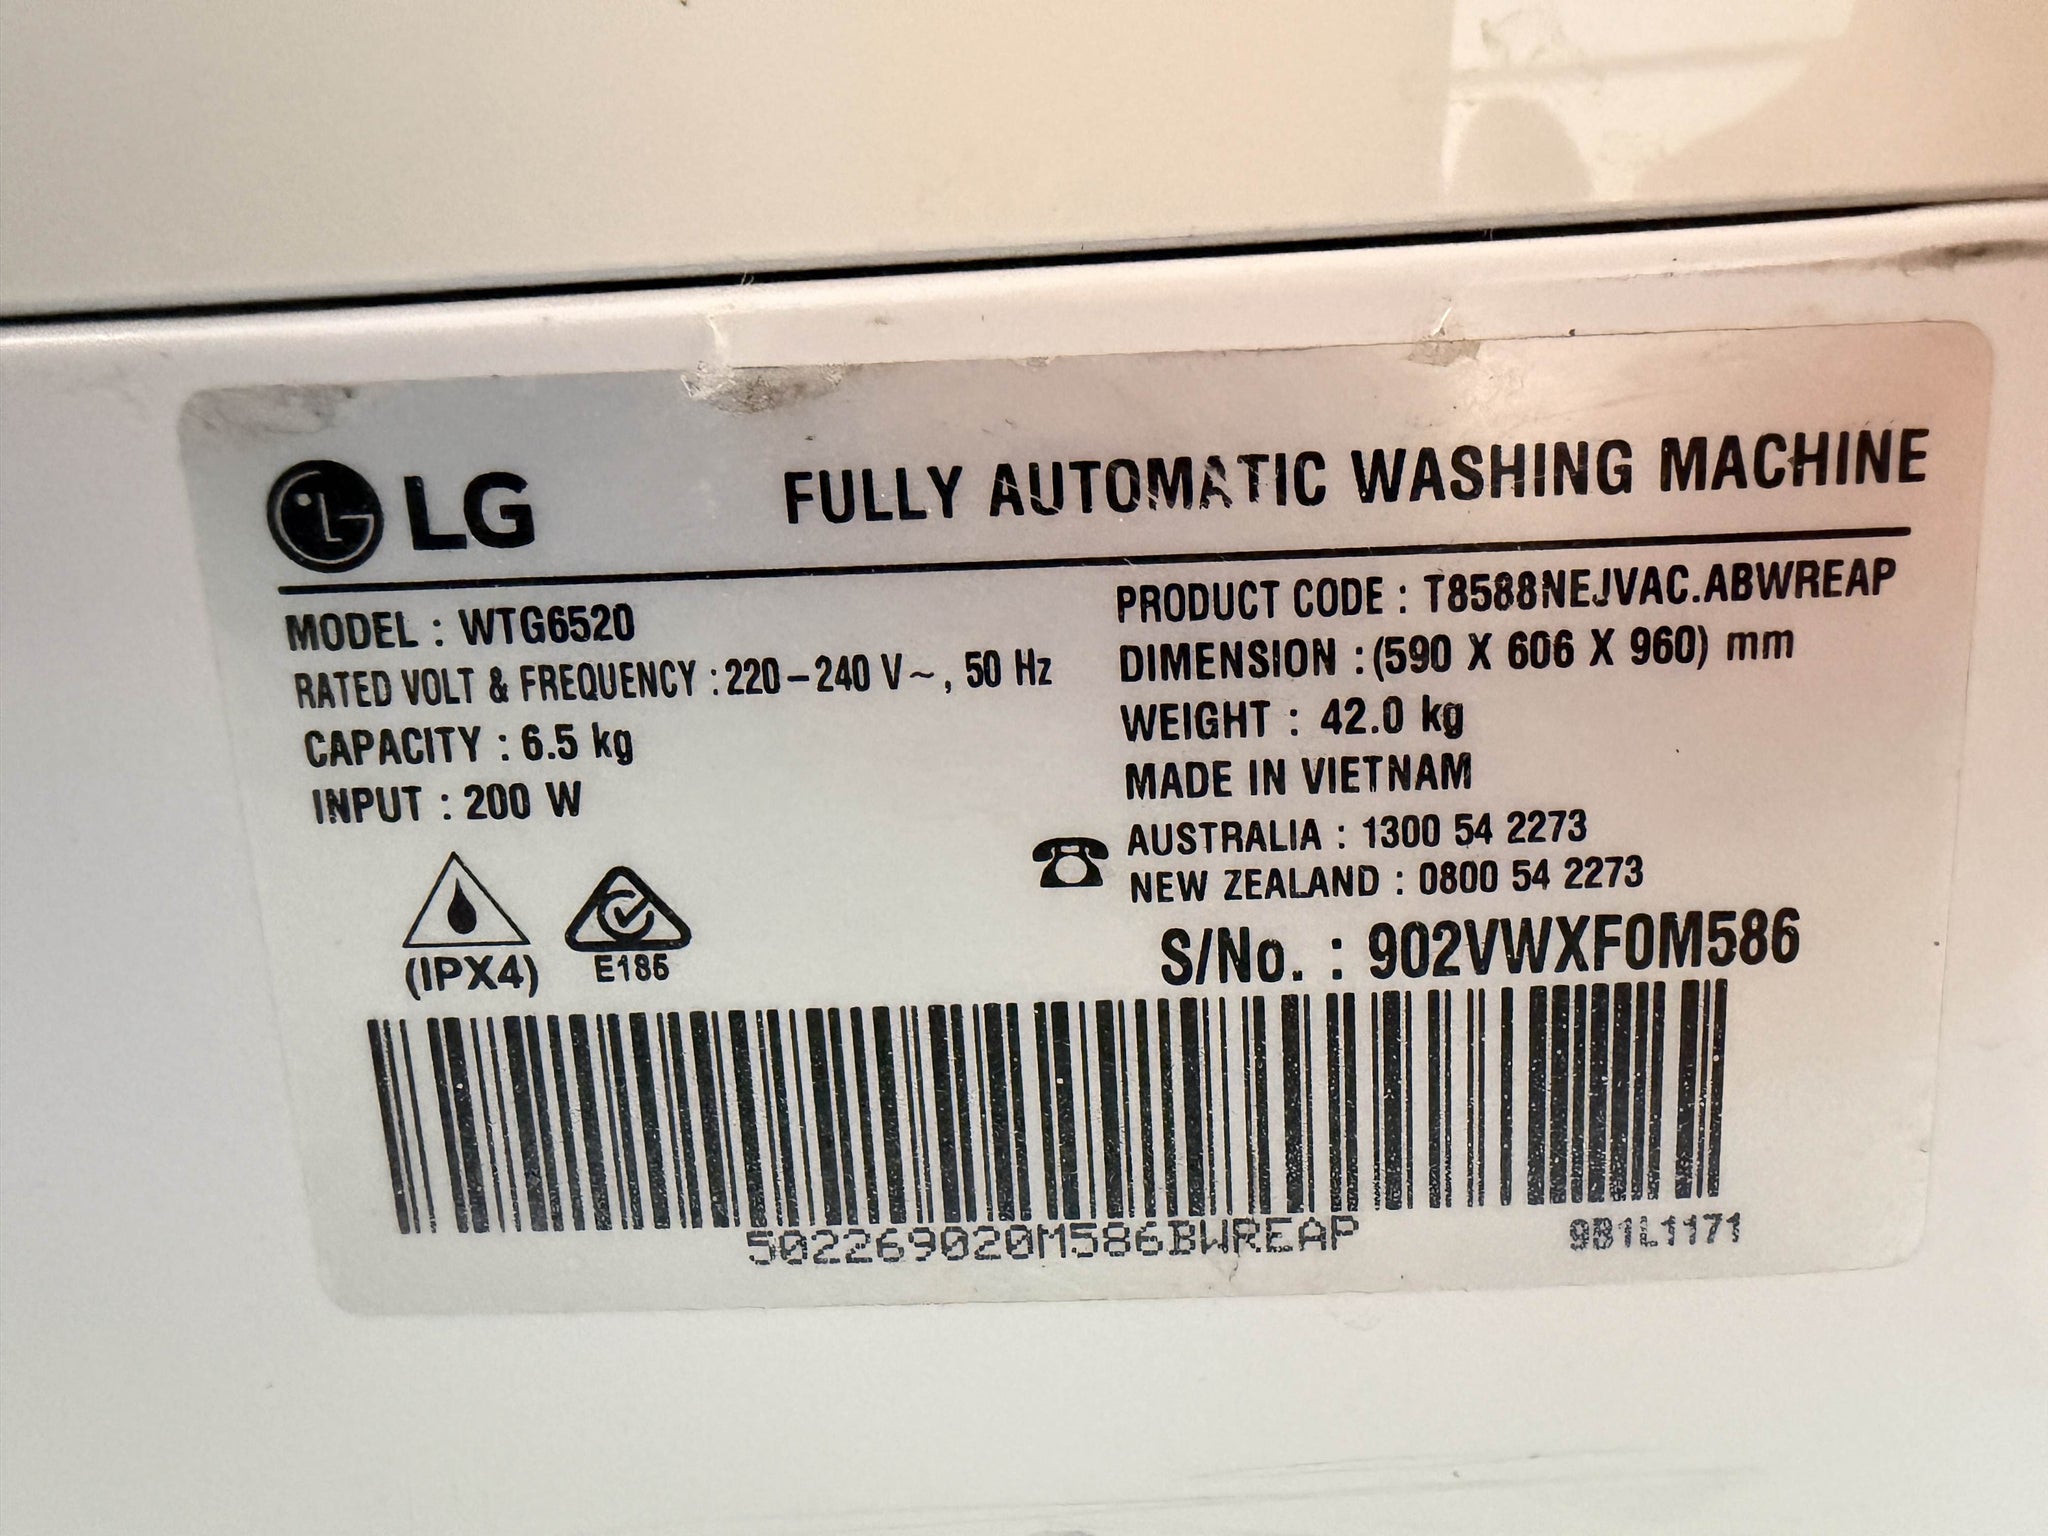 LG FULLY AUTOMATIC WASHING MACHINE
MODEL : WTG6520
RATED VOLT & FREQUENCY : 220-240 V~, 50 Hz
CAPACITY : 6.5 kg
INPUT : 200 W
(IPX4) E185
PRODUCT CODE : T8588NEJVAC.ABWREAP
DIMENSION : (590 X 606 X 960) mm
WEIGHT : 42.0 kg
MADE IN VIETNAM
AUSTRALIA : 1300 54 2273
NEW ZEALAND : 0800 54 2273
S/No. : 902VWXF0M586
502269020M586BWREAP 9B1L1171